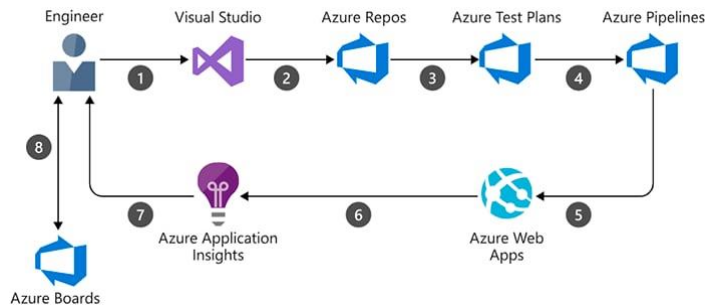 Engineer
Visual Studio
Azure Repos
Azure Test Plans
Azure Pipelines
1
2
3
4
8
7
6
5
Azure Application
Insights
Azure Web
Apps
Azure Boards